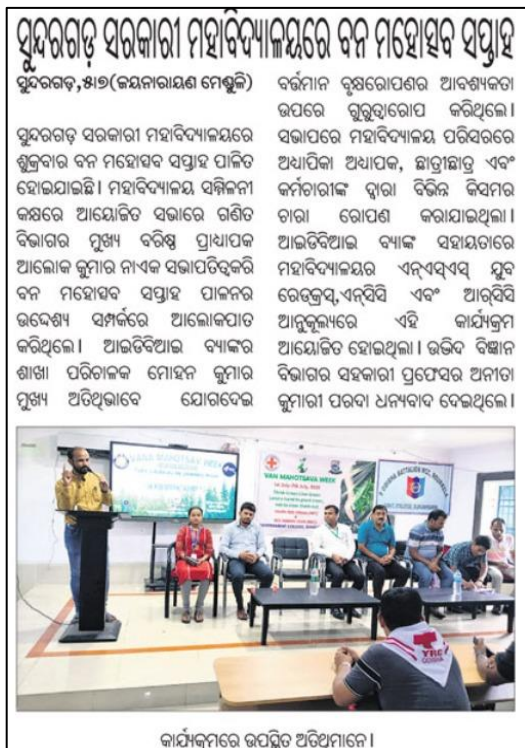 ସୁନ୍ଦରଗଡ଼ ସରକାରୀ ମହାବିଦ୍ୟାଳୟରେ ବନ ମହୋତ୍ସବ ସପ୍ତାହ
ସୁନ୍ଦରଗଡ଼,୫।୭(ଜୟନାରାୟଣ ମେଣ୍ଢୁଳି)
ସୁନ୍ଦରଗଡ଼ ସରକାରୀ ମହାବିଦ୍ୟାଳୟରେ
ଶୁକ୍ରବାର ବନ ମହୋତ୍ସବ ସପ୍ତାହ ପାଳିତ
ହୋଇଯାଇଛି। ମହାବିଦ୍ୟାଳୟ ସମ୍ମିଳନୀ
କକ୍ଷରେ ଆୟୋଜିତ ସଭାରେ ଗଣିତ
ବିଭାଗର ମୁଖ୍ୟ ବରିଷ୍ଠ ପ୍ରାଧ୍ୟାପକ
ଆଲୋକ କୁମାର ନାଏକ ସଭାପତିତ୍ୱକରି
ବନ ମହୋତ୍ସବ ସପ୍ତାହ ପାଳନର
ଉଦ୍ଦେଶ୍ୟ ସମ୍ପର୍କରେ ଆଲୋକପାତ
କରିଥିଲେ। ଆଇଡିବିଆଇ ବ୍ୟାଙ୍କର
ଶାଖା ପରିଚାଳକ ମୋହନ କୁମାର
ମୁଖ୍ୟ ଅତିଥିଭାବେ ଯୋଗଦେଇ
ବର୍ତ୍ତମାନ ବୃକ୍ଷରୋପଣର ଆବଶ୍ୟକତା
ଉପରେ ଗୁରୁତ୍ୱାରୋପ କରିଥିଲେ।
ସଭାପରେ ମହାବିଦ୍ୟାଳୟ ପରିସରରେ
ଅଧ୍ୟାପିକା ଅଧ୍ୟାପକ, ଛାତ୍ରୀଛାତ୍ର ଏବଂ
କର୍ମଚାରୀଙ୍କ ଦ୍ୱାରା ବିଭିନ୍ନ କିସମର
ଚାରା ରୋପଣ କରାଯାଇଥିଲା।
ଆଇଡିବିଆଇ ବ୍ୟାଙ୍କ ସହାୟତାରେ
ମହାବିଦ୍ୟାଳୟର ଏନ୍‌ଏସ୍‌ଏସ୍ ଯୁବ
ରେଡକ୍ରସ୍,ଏନ୍‌ସିସି ଏବଂ ଆର୍‌ସିସି
ଆନୁକୂଲ୍ୟରେ ଏହି କାର୍ଯ୍ୟକ୍ରମ
ଆୟୋଜିତ ହୋଇଥିଲା। ଉଦ୍ଭିଦ ବିଜ୍ଞାନ
ବିଭାଗର ସହକାରୀ ପ୍ରଫେସର ଅନୀତା
କୁମାରୀ ପରଦା ଧନ୍ୟବାଦ ଦେଇଥିଲେ।
VANA MAHOTSAV WEEK
VAN MAHOTSAVA WEEK
YRC
ODISHA
କାର୍ଯ୍ୟକ୍ରମରେ ଉପସ୍ଥିତ ଅତିଥିମାନେ।